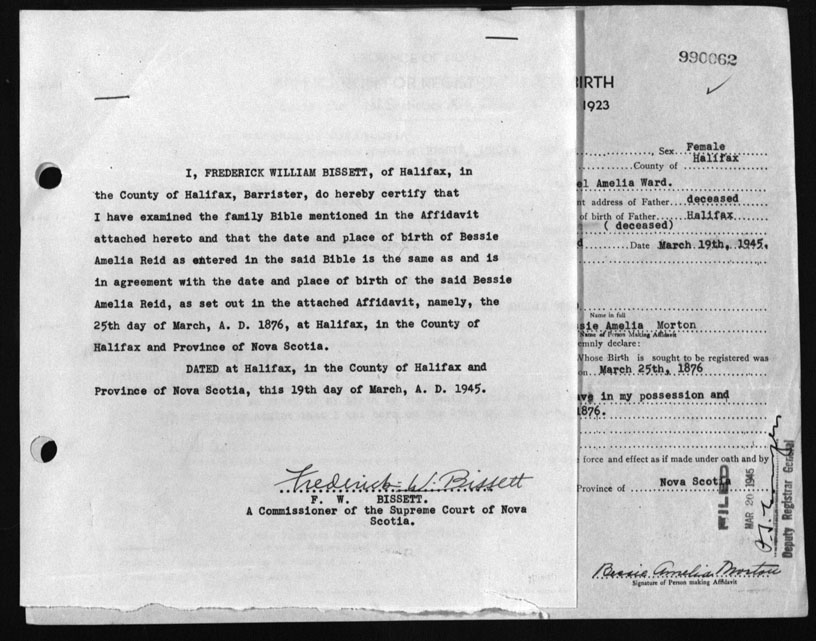 I, FREDERICK WILLIAM BISSETT, of Halifax, in
the County of Halifax, Barrister, do hereby certify that
I have examined the family Bible mentioned in the Affidavit
attached hereto and that the date and place of birth of Bessie
Amelia Reid as entered in the said Bible is the same as and is
in agreement with the date and place of birth of the said Bessie
Amelia Reid, as set out in the attached Affidavit, namely, the
25th day of March, A. D. 1876, at Halifax, in the County of
Halifax and Province of Nova Scotia.
DATED at Halifax, in the County of Halifax and
Province of Nova Scotia, this 19th day of March, A. D. 1945.
Frederick W. Bissett
F. W. BISSETT.
A Commissioner of the Supreme Court of Nova
Scotia.
990062
BIRTH
1923
Sex Female
County of Halifax
el Amelia Ward.
nt address of Father deceased
of birth of Father Halifax
( deceased)
d Date March 19th, 1945.
Name in full
ssie Amelia Morton
Name of Person Making Affidavit
emnly declare:
Whose Birth is sought to be registered was
on March 25th, 1876
ave in my possession and
1876.
force and effect as if made under oath and by
Province of Nova Scotia
FILED
MAR 20 1945
Deputy Registrar General
Bessie Amelia Morton
Signature of Person making Affidavit